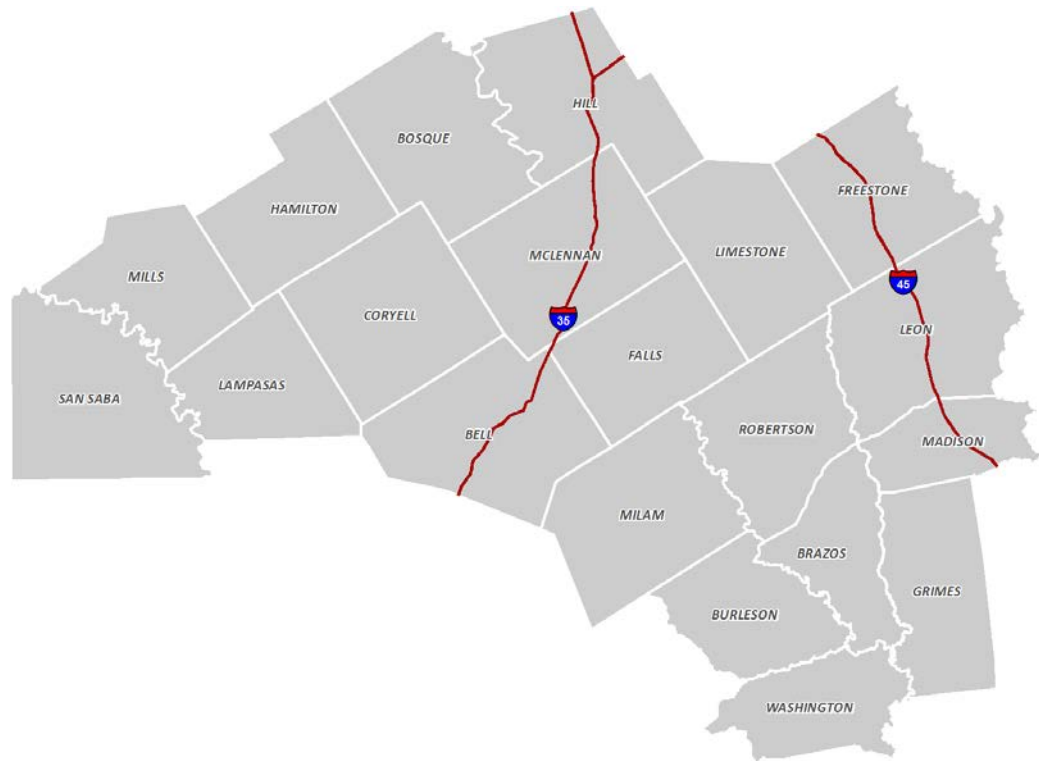 HILL
BOSQUE
FREESTONE
HAMILTON
LIMESTONE
MCLENNAN
MILLS
45
CORYELL
35
LEON
FALLS
LAMPASAS
SAN SABA
ROBERTSON
BELL
MADISON
MILAM
BRAZOS
GRIMES
BURLESON
WASHINGTON